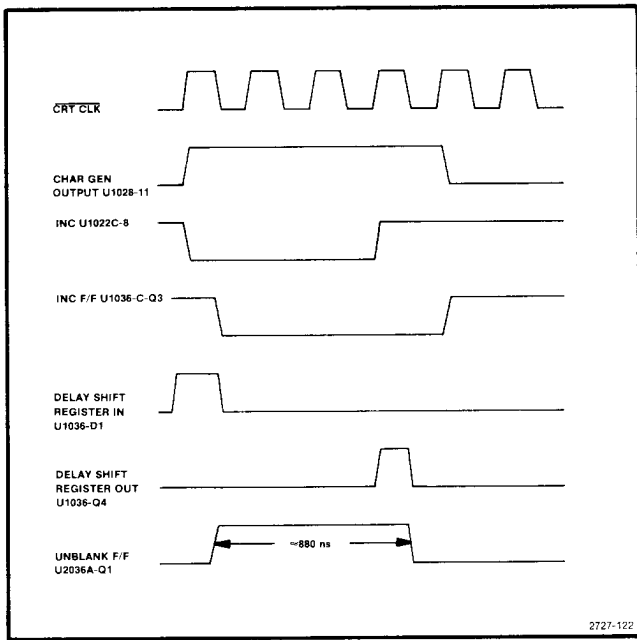 CRT CLK
CHAR GEN
OUTPUT U1028-11
INC U1022C-8
INC F/F U1036-C-Q3
DELAY SHIFT
REGISTER IN
U1036-D1
DELAY SHIFT
REGISTER OUT
U1036-Q4
≈880 ns
UNBLANK F/F
U2036A-Q1
2727-122